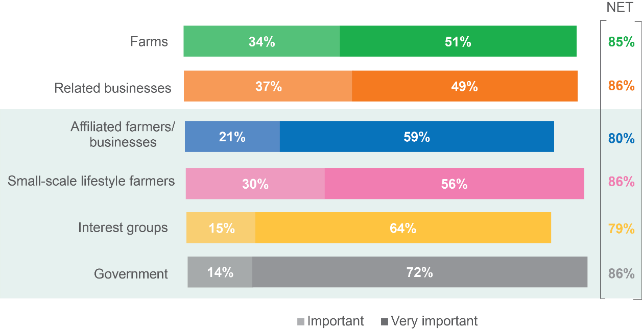 NET
Farms 34% 51% 85%
Related businesses 37% 49% 86%
Affiliated farmers/
businesses 21% 59% 80%
Small-scale lifestyle farmers 30% 56% 86%
Interest groups 15% 64% 79%
Government 14% 72% 86%
Important Very important